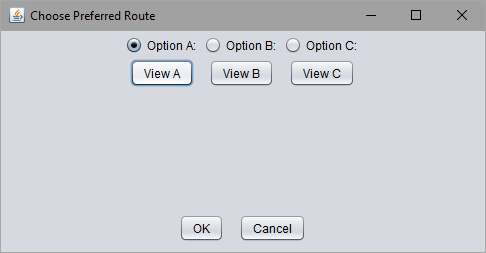 Choose Preferred Route
Option A: Option B: Option C:
View A View B View C
OK Cancel